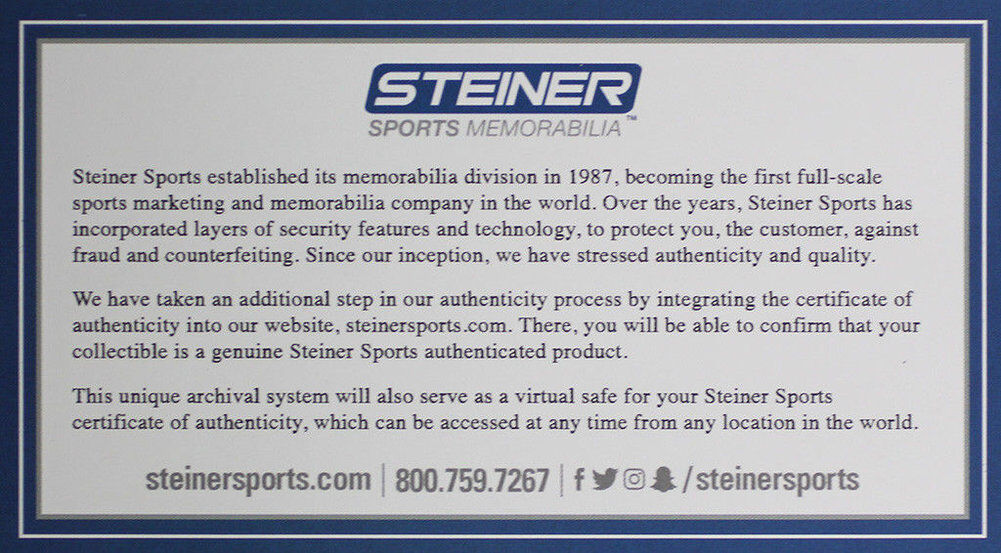 STEINER
SPORTS MEMORABILIA™
Steiner Sports established its memorabilia division in 1987, becoming the first full-scale
sports marketing and memorabilia company in the world. Over the years, Steiner Sports has
incorporated layers of security features and technology, to protect you, the customer, against
fraud and counterfeiting. Since our inception, we have stressed authenticity and quality.
We have taken an additional step in our authenticity process by integrating the certificate of
authenticity into our website, steinersports.com. There, you will be able to confirm that your
collectible is a genuine Steiner Sports authenticated product.
This unique archival system will also serve as a virtual safe for your Steiner Sports
certificate of authenticity, which can be accessed at any time from any location in the world.
steinersports.com | 800.759.7267 | f /steinersports